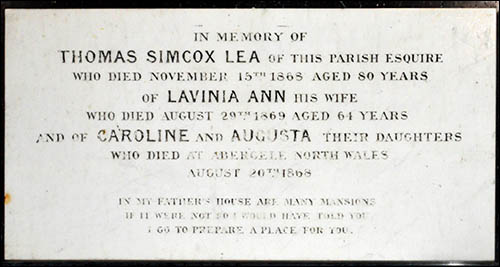 IN MEMORY OF
THOMAS SIMCOX LEA OF THIS PARISH ESQUIRE
WHO DIED NOVEMBER 15TH 1868 AGED 80 YEARS
OF LAVINIA ANN HIS WIFE
WHO DIED AUGUST 29TH 1869 AGED 64 YEARS
AND OF CAROLINE AND AUGUSTA THEIR DAUGHTERS
WHO DIED AT ABERGELE NORTH WALES
AUGUST 20TH 1868
IN MY FATHER'S HOUSE ARE MANY MANSIONS
IF IT WERE NOT SO I WOULD HAVE TOLD YOU
I GO TO PREPARE A PLACE FOR YOU.